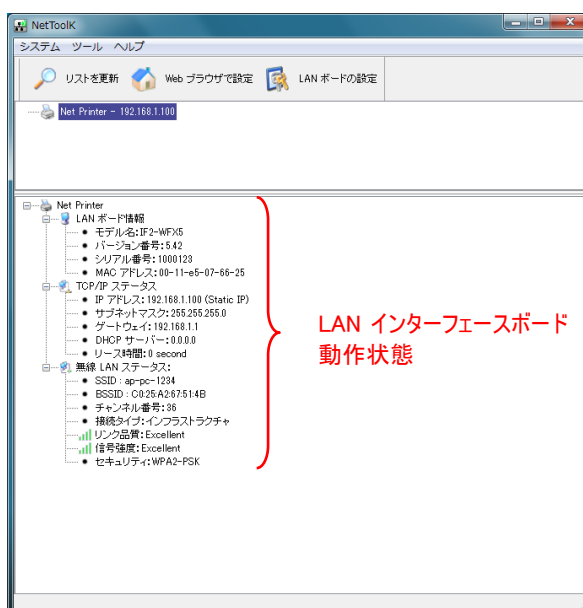 NetToolK
システム ツール ヘルプ
リストを更新 Web ブラウザで設定 LAN ボードの設定
Net Printer - 192.168.1.100
Net Printer
LAN ボード情報
モデル名:IF2-WFX5
バージョン番号:5.42
シリアル番号:1000123
MAC アドレス:00-11-e5-07-66-25
TCP/IP ステータス
IP アドレス:192.168.1.100 (Static IP)
サブネットマスク:255.255.255.0
ゲートウェイ:192.168.1.1
DHCP サーバー:0.0.0.0
リース時間:0 second
無線 LAN ステータス:
SSID : ap-pc-1234
BSSID : C0:25:A2:67:51:4B
チャンネル番号:36
接続タイプ:インフラストラクチャ
リンク品質:Excellent
信号強度:Excellent
セキュリティ:WPA2-PSK
LAN インターフェースボード
動作状態